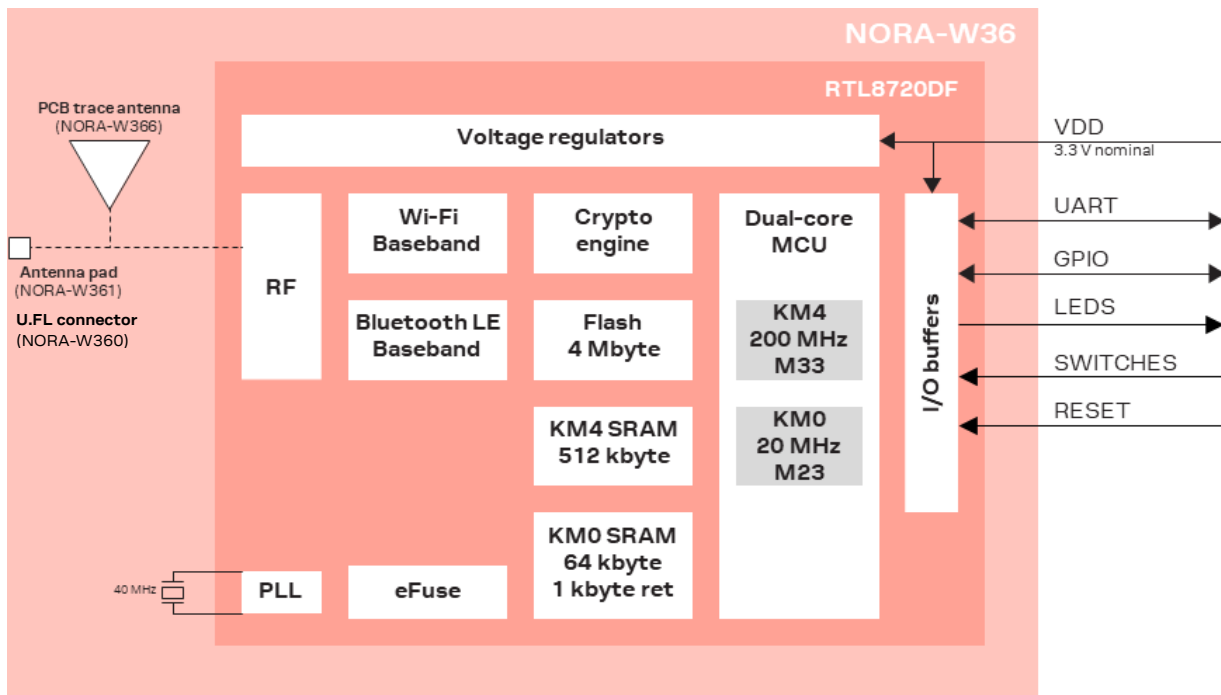 NORA-W36
RTL8720DF
PCB trace antenna
(NORA-W366)
Voltage regulators
VDD
3.3 V nominal
Wi-Fi
Baseband
Crypto
engine
Dual-core
MCU
UART
GPIO
Antenna pad
(NORA-W361)
U.FL connector
(NORA-W360)
RF
Bluetooth LE
Baseband
Flash
4 Mbyte
KM4
200 MHz
M33
I/O buffers
LEDS
SWITCHES
RESET
KM4 SRAM
512 kbyte
KM0
20 MHz
M23
KM0 SRAM
64 kbyte
1 kbyte ret
40 MHz
PLL
eFuse